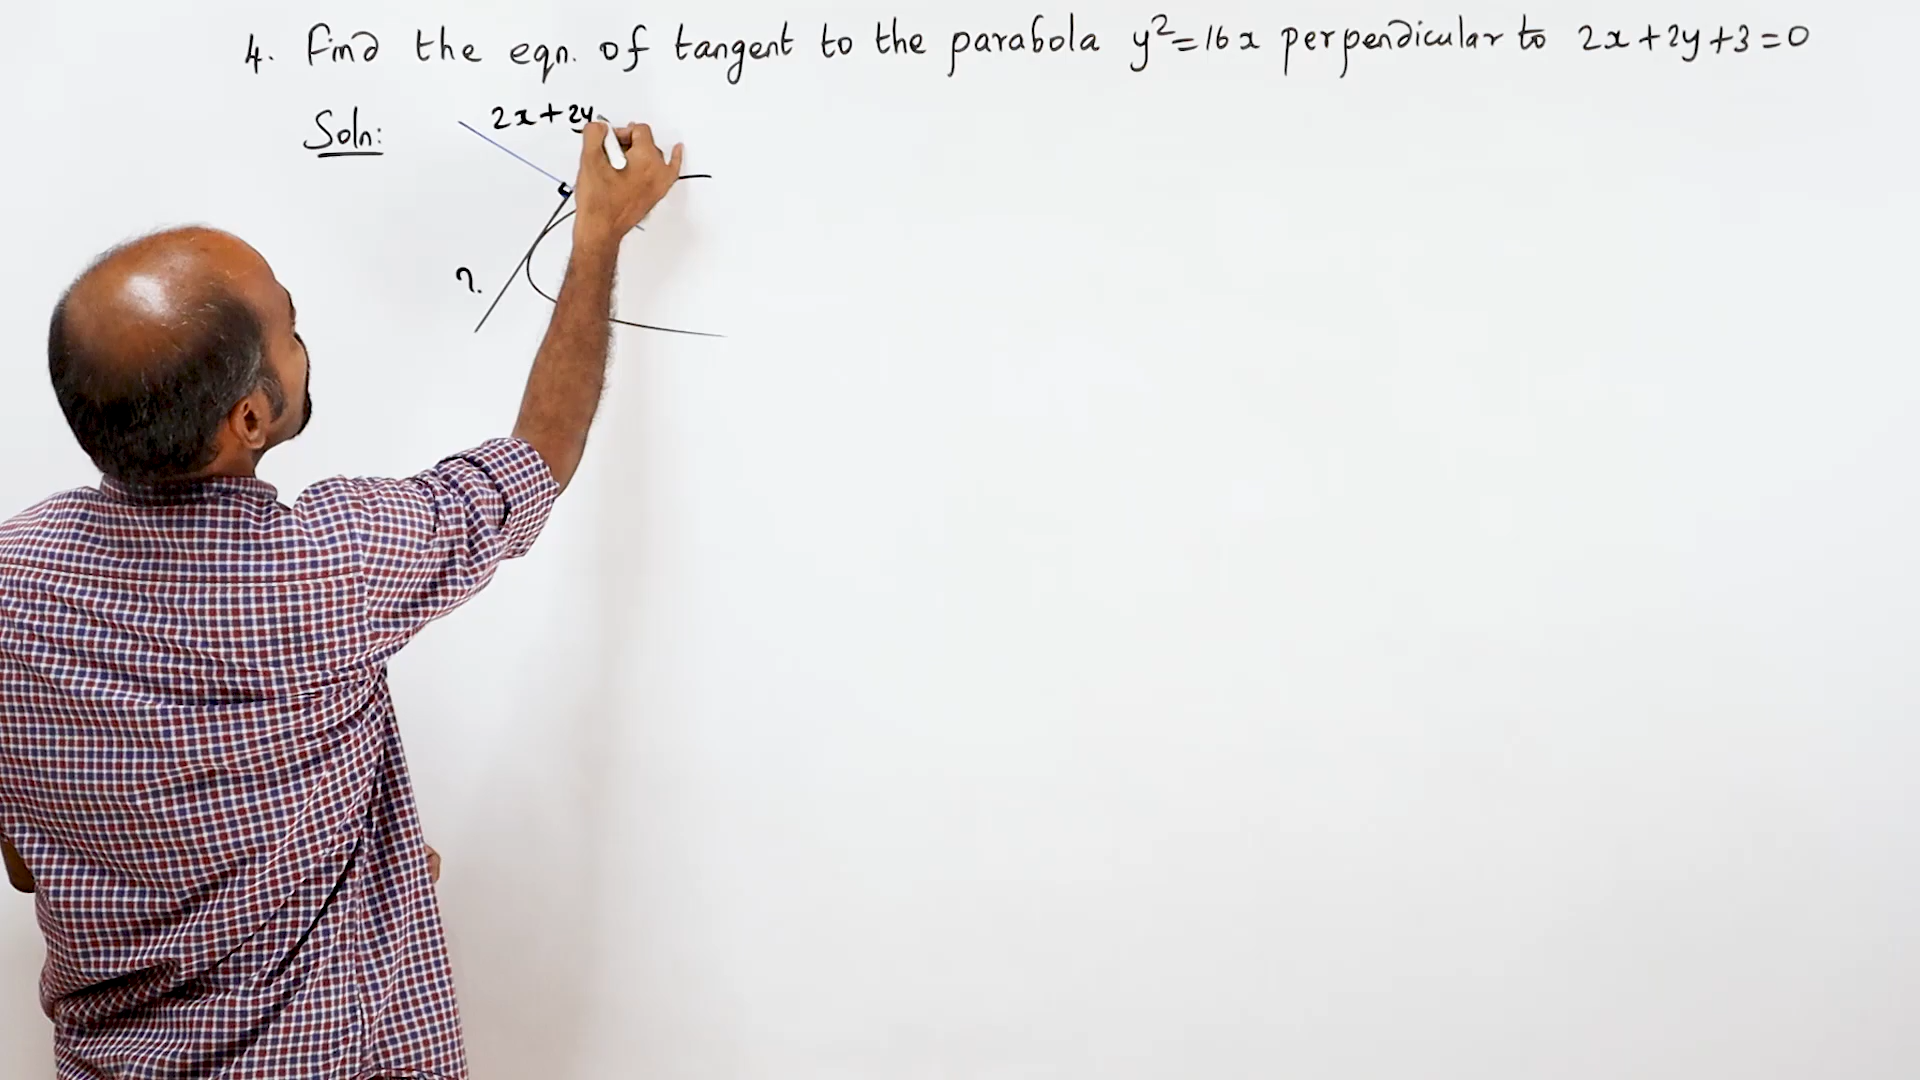 4. Find the eqn. of tangent to the parabola y²=16x perpendicular to 2x+2y+3=0
Soln:
2x+2y
?